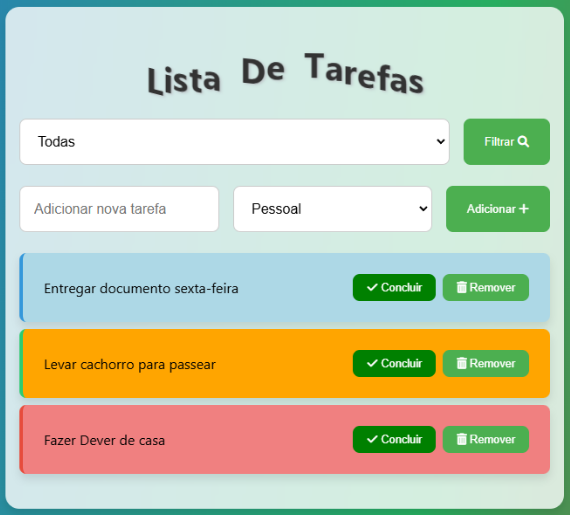 Lista De Tarefas
Todas
Filtrar
Adicionar nova tarefa
Pessoal
Adicionar +
Entregar documento sexta-feira
Concluir
Remover
Levar cachorro para passear
Concluir
Remover
Fazer Dever de casa
Concluir
Remover